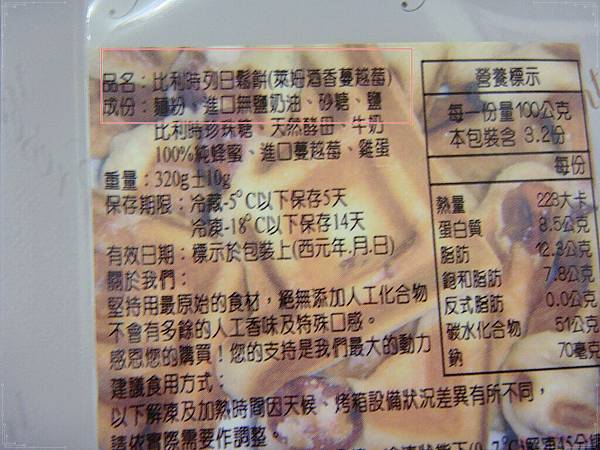 品名：比利時列日鬆餅(萊姆酒香蔓越莓)
成份：麵粉、進口無鹽奶油、砂糖、鹽
比利時珍珠糖、天然酵母、牛奶
100%純蜂蜜、進口蔓越莓、雞蛋
重量：320g±10g
保存期限：冷藏-5℃以下保存5天
冷凍-18℃以下保存14天
有效日期：標示於包裝上(西元年.月.日)
關於我們：
堅持用最原始的食材，絕無添加人工化合物
不會有多餘的人工香味及特殊口感。
感恩您的購買！您的支持是我們最大的動力
建議食用方式：
以下解凍及加熱時間因天候、烤箱設備狀況差異有所不同，
請依實際需要作調整。
冷凍狀態下(0-7℃)解凍45分鐘
營養標示
每一份量100公克
本包裝含 3.2份
每份
熱量 223大卡
蛋白質 8.5公克
脂肪 12.3公克
飽和脂肪 7.8公克
反式脂肪 0.0公克
碳水化合物 51公克
鈉 70毫克